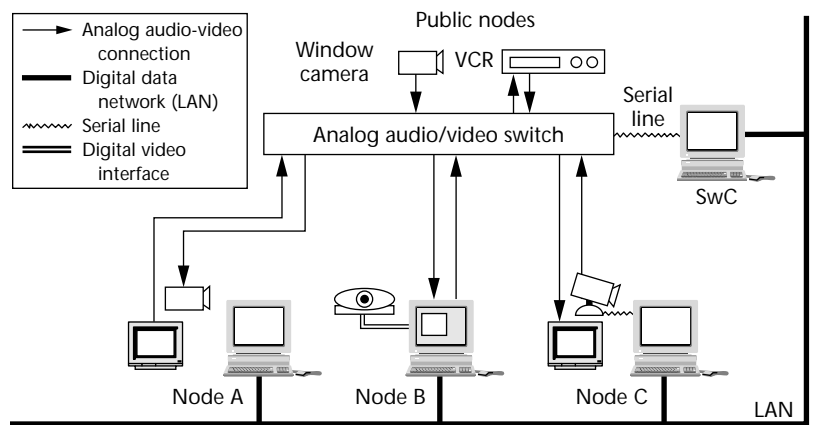 Analog audio-video
connection
Digital data
network (LAN)
Serial line
Digital video
interface
Public nodes
Window
camera
VCR
Serial
line
Analog audio/video switch
SwC
Node A
Node B
Node C
LAN